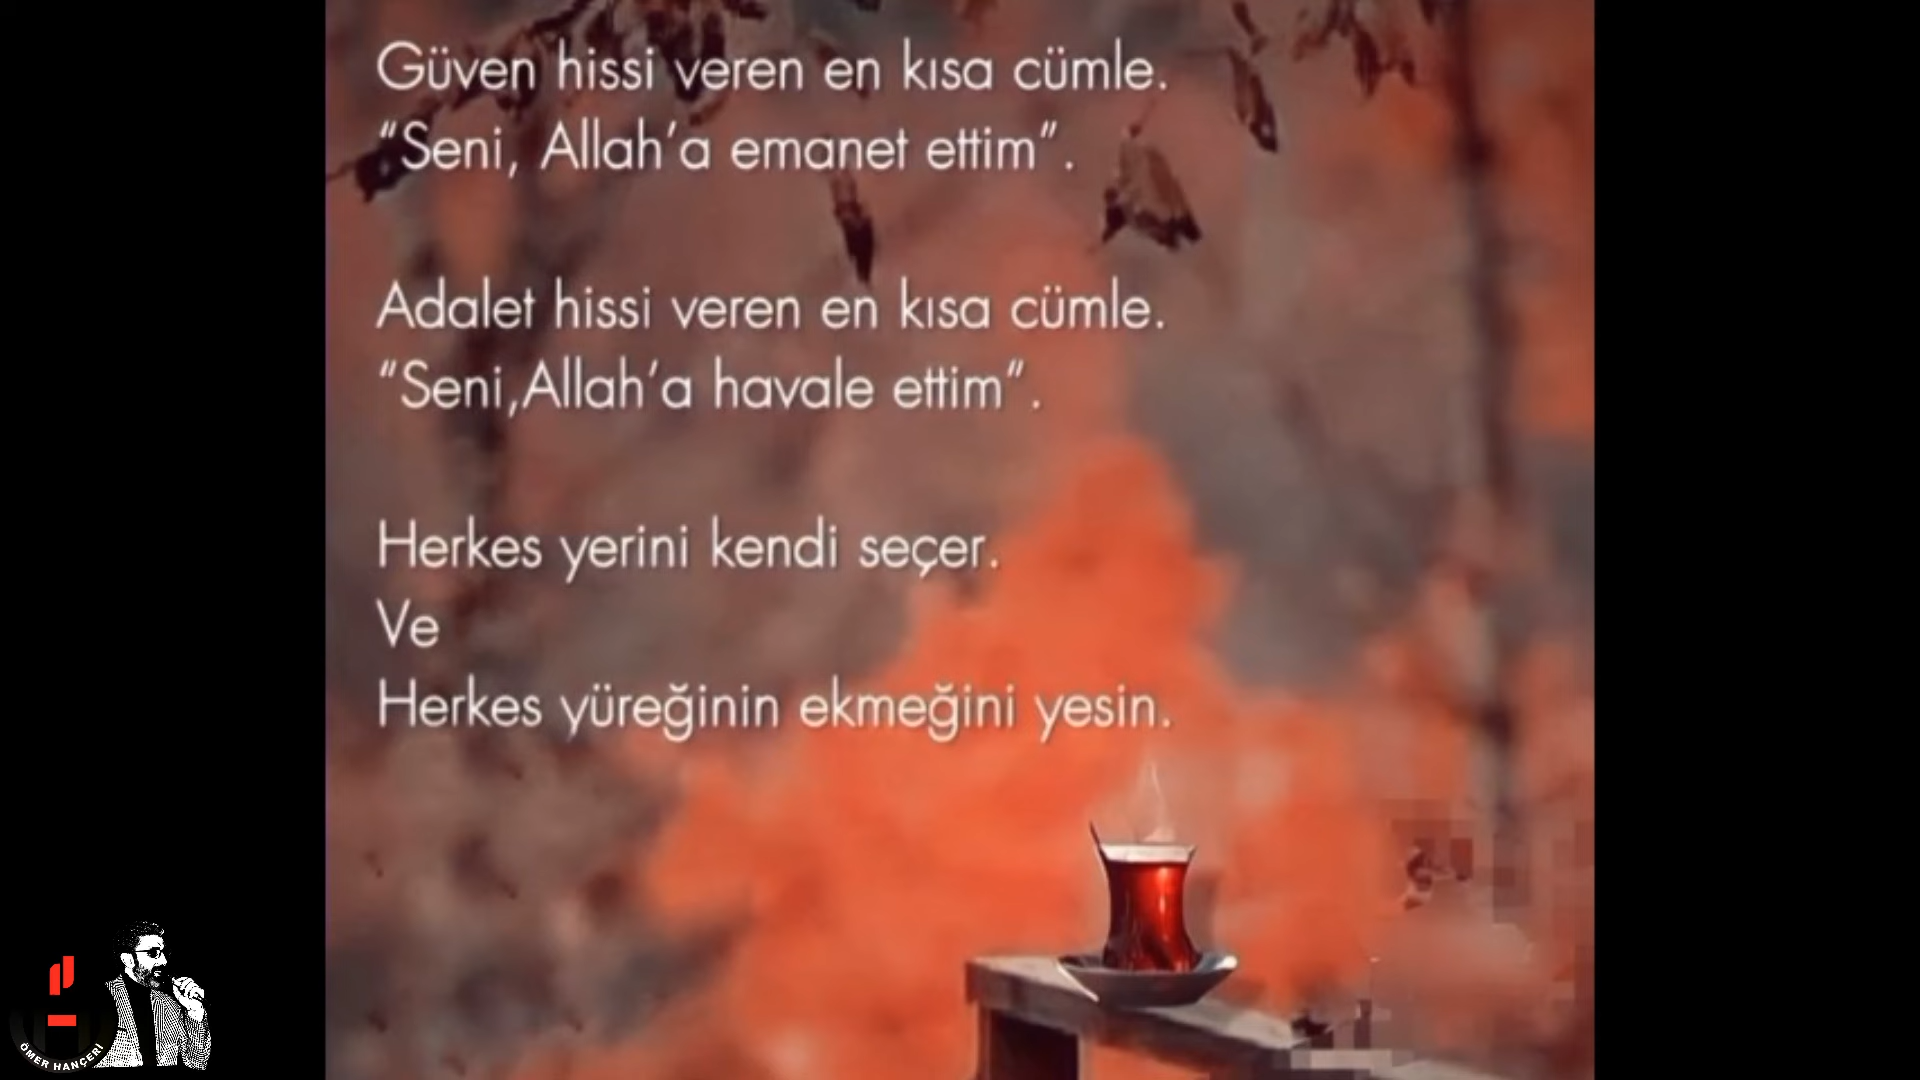 Güven hissi veren en kısa cümle.
“Seni, Allah’a emanet ettim”.
Adalet hissi veren en kısa cümle.
“Seni,Allah’a havale ettim”.
Herkes yerini kendi seçer.
Ve
Herkes yüreğinin ekmeğini yesin.
ÖMER HANÇERİ